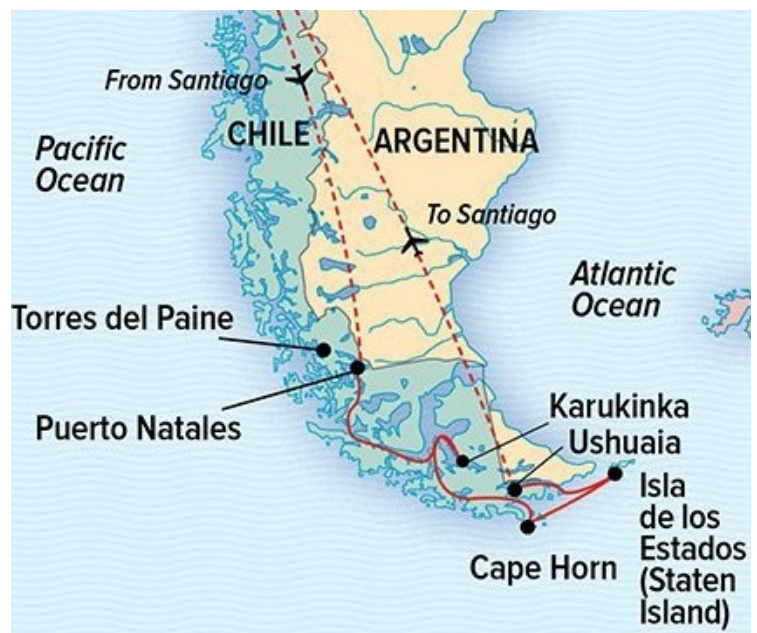 From Santiago
CHILE
ARGENTINA
Pacific
Ocean
To Santiago
Atlantic
Ocean
Torres del Paine
Puerto Natales
Karukinka
Ushuaia
Isla
de los
Estados
(Staten
Island)
Cape Horn